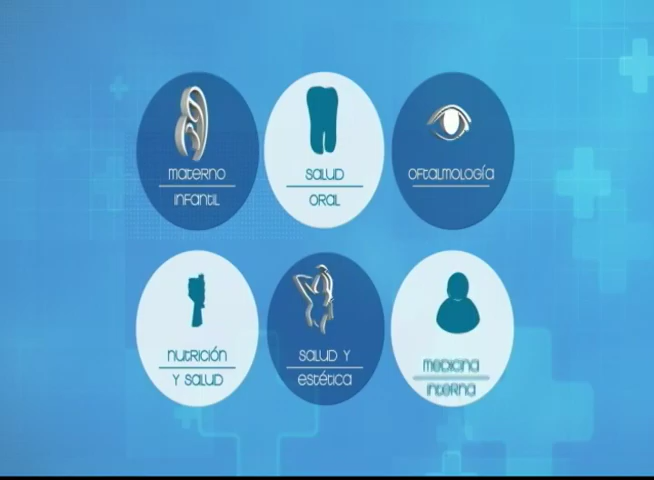 materno
infantil
salud
oral
oftalmología
nutrición
y salud
salud y
estética
medicina
interna